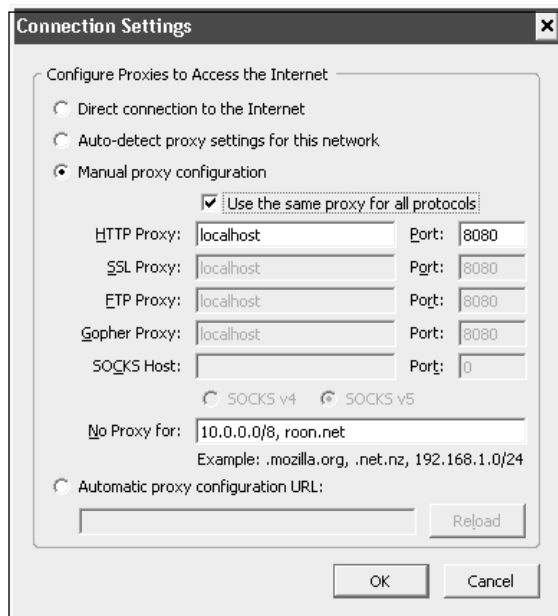 Connection Settings
Configure Proxies to Access the Internet
Direct connection to the Internet
Auto-detect proxy settings for this network
Manual proxy configuration
Use the same proxy for all protocols
HTTP Proxy: localhost Port: 8080
SSL Proxy: localhost Port: 8080
FTP Proxy: localhost Port: 8080
Gopher Proxy: localhost Port: 8080
SOCKS Host: Port: 0
SOCKS v4 SOCKS v5
No Proxy for: 10.0.0.0/8, roon.net
Example: .mozilla.org, .net.nz, 192.168.1.0/24
Automatic proxy configuration URL:
Reload
OK Cancel